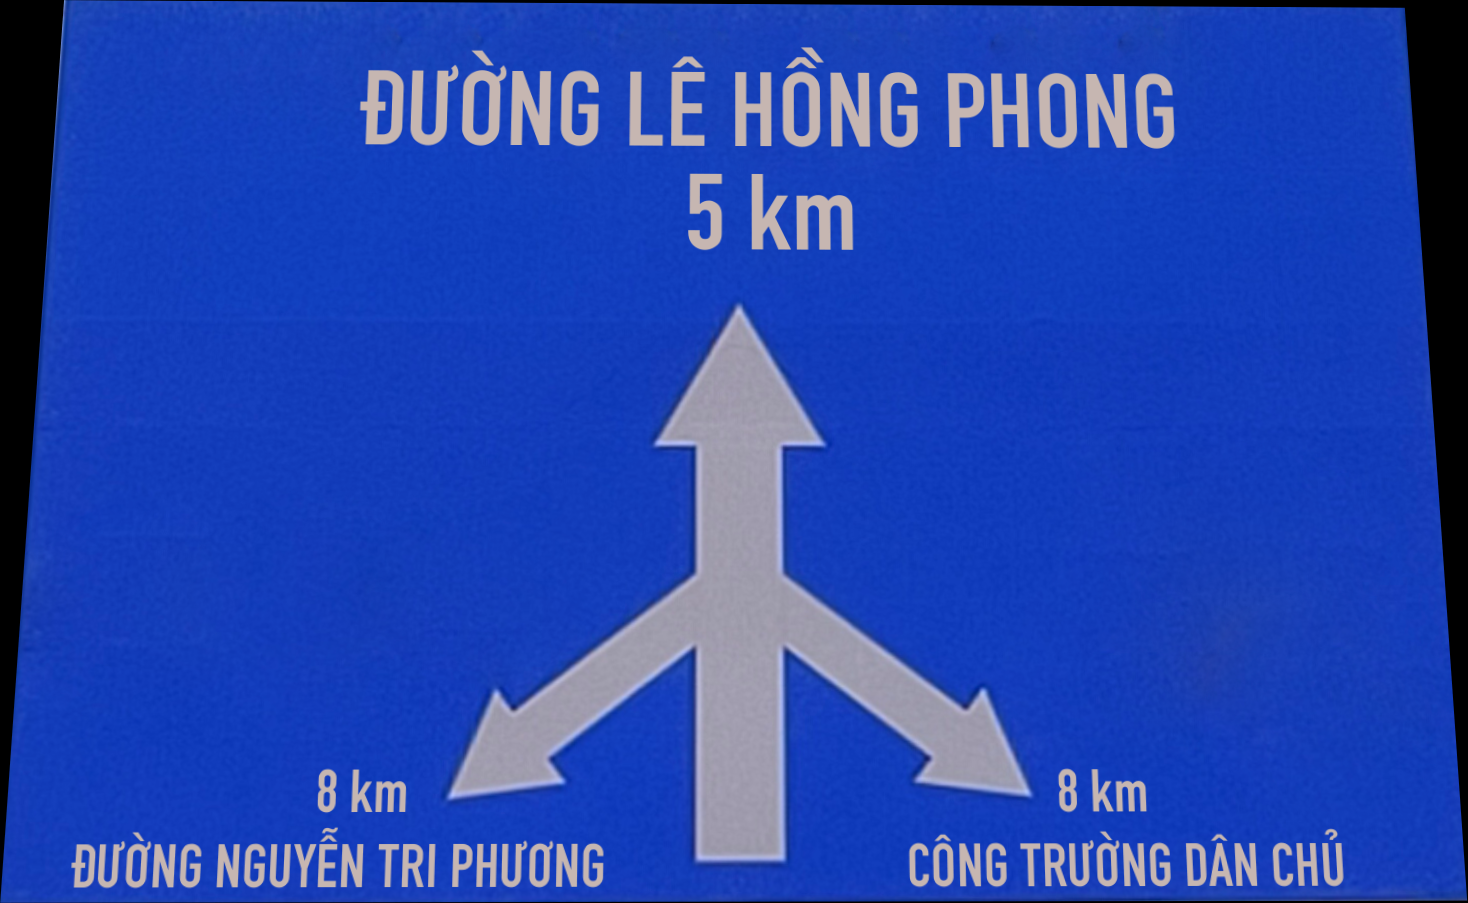 ĐƯỜNG LÊ HỒNG PHONG
5 km
8 km
ĐƯỜNG NGUYỄN TRI PHƯƠNG
8 km
CÔNG TRƯỜNG DÂN CHỦ